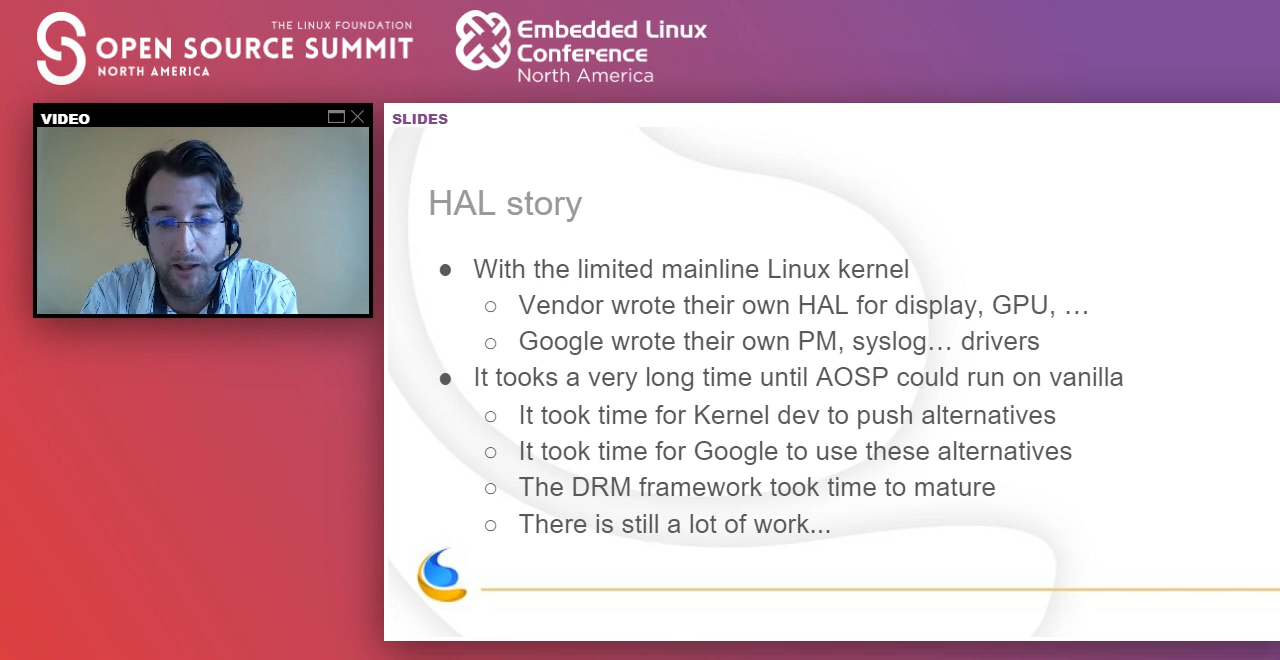 THE LINUX FOUNDATION
OPEN SOURCE SUMMIT
NORTH AMERICA
Embedded Linux
Conference
North America
VIDEO
SLIDES
HAL story
● With the limited mainline Linux kernel
○ Vendor wrote their own HAL for display, GPU, …
○ Google wrote their own PM, syslog… drivers
● It tooks a very long time until AOSP could run on vanilla
○ It took time for Kernel dev to push alternatives
○ It took time for Google to use these alternatives
○ The DRM framework took time to mature
○ There is still a lot of work...